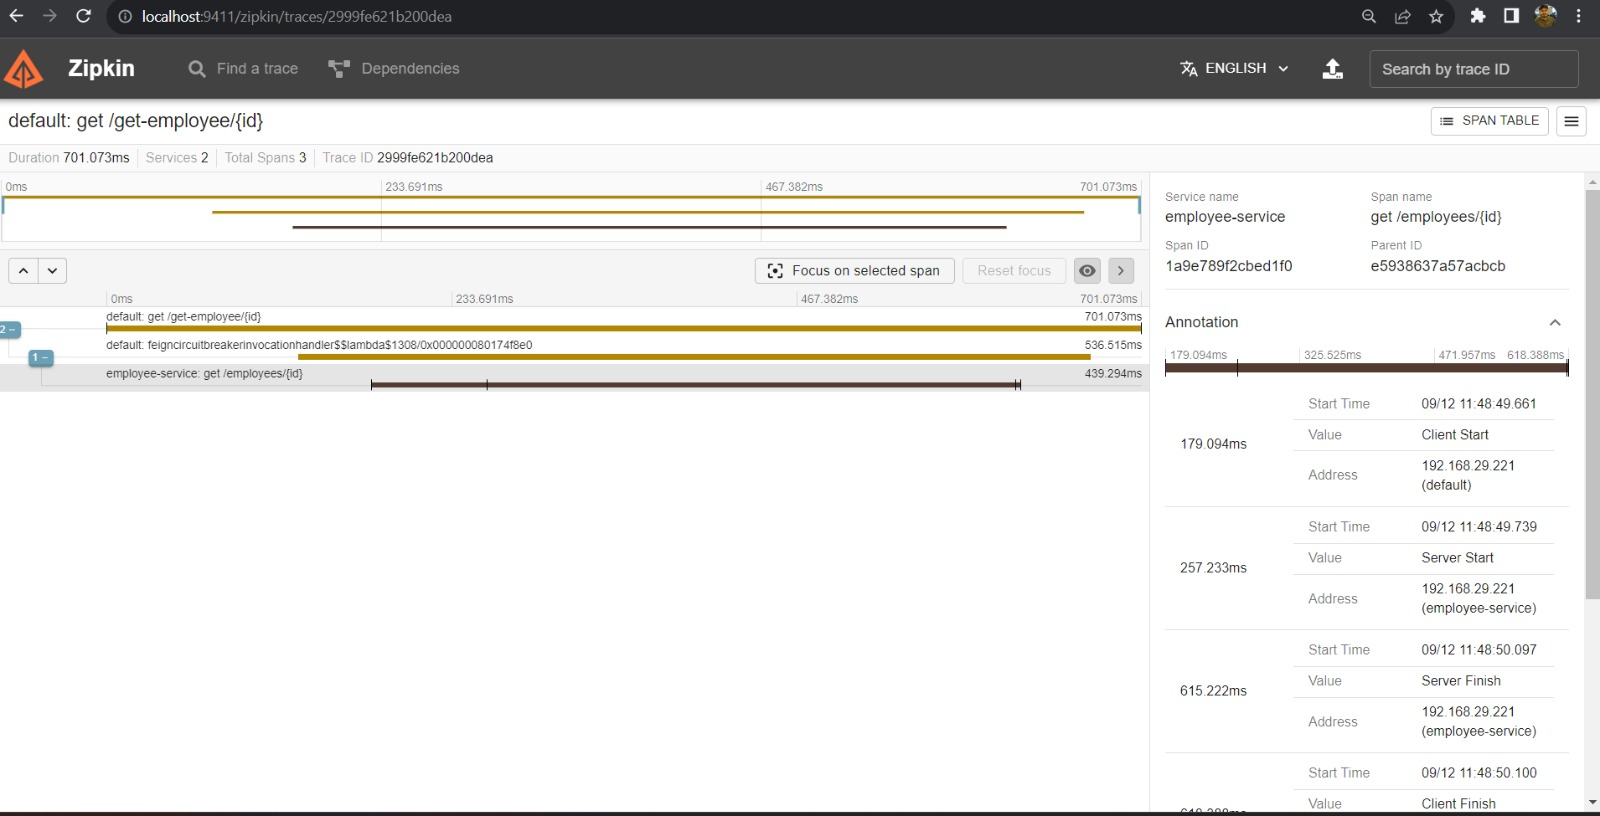 localhost:9411/zipkin/traces/2999fe621b200dea
Zipkin
Find a trace
Dependencies
ENGLISH
Search by trace ID
default: get /get-employee/{id}
SPAN TABLE
Duration 701.073ms Services 2 Total Spans 3 Trace ID 2999fe621b200dea
0ms 233.691ms 467.382ms 701.073ms
Focus on selected span
Reset focus
0ms 233.691ms 467.382ms 701.073ms
default: get /get-employee/{id} 701.073ms
2 −
default: feigncircuitbreakerinvocationhandler$$lambda$1308/0x000000080174f8e0 536.515ms
1 −
employee-service: get /employees/{id} 439.294ms
Service name Span name
employee-service get /employees/{id}
Span ID Parent ID
1a9e789f2cbed1f0 e5938637a57acbcb
Annotation
179.094ms 325.525ms 471.957ms 618.388ms
179.094ms
Start Time 09/12 11:48:49.661
Value Client Start
Address 192.168.29.221
(default)
257.233ms
Start Time 09/12 11:48:49.739
Value Server Start
Address 192.168.29.221
(employee-service)
615.222ms
Start Time 09/12 11:48:50.097
Value Server Finish
Address 192.168.29.221
(employee-service)
Start Time 09/12 11:48:50.100
Value Client Finish